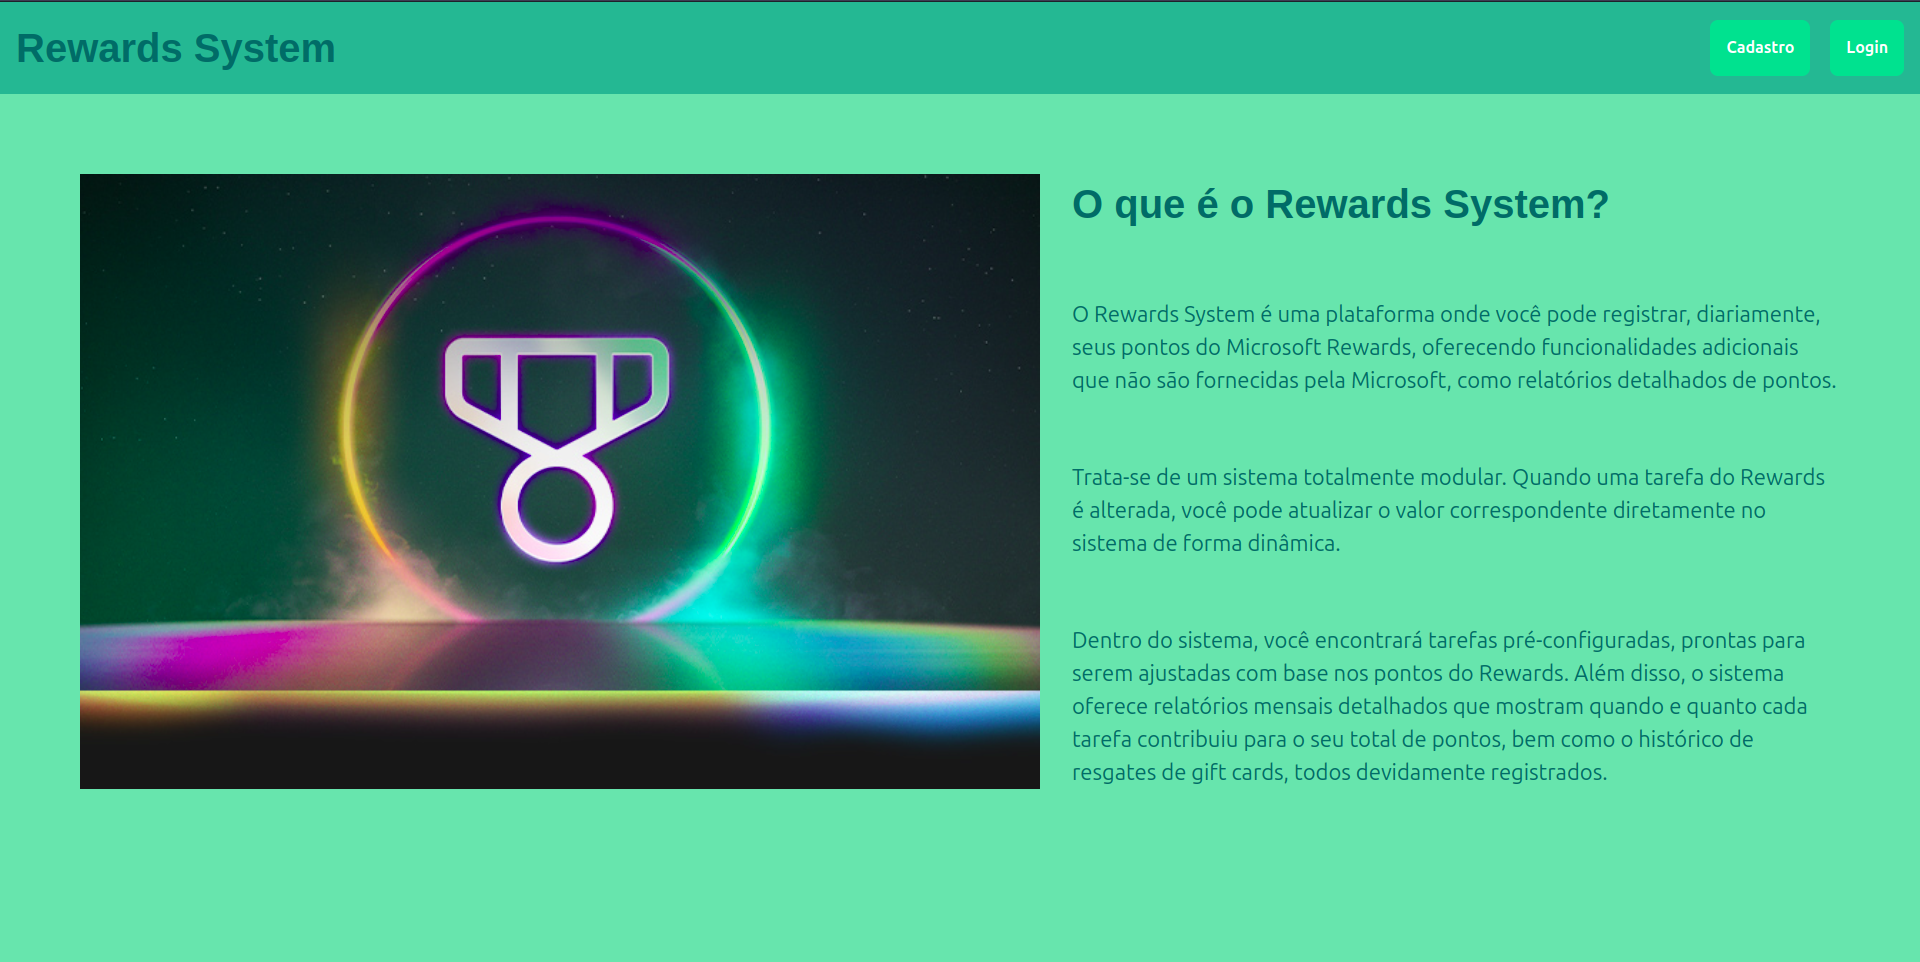 Rewards System
Cadastro
Login
O que é o Rewards System?
O Rewards System é uma plataforma onde você pode registrar, diariamente,
seus pontos do Microsoft Rewards, oferecendo funcionalidades adicionais
que não são fornecidas pela Microsoft, como relatórios detalhados de pontos.
Trata-se de um sistema totalmente modular. Quando uma tarefa do Rewards
é alterada, você pode atualizar o valor correspondente diretamente no
sistema de forma dinâmica.
Dentro do sistema, você encontrará tarefas pré-configuradas, prontas para
serem ajustadas com base nos pontos do Rewards. Além disso, o sistema
oferece relatórios mensais detalhados que mostram quando e quanto cada
tarefa contribuiu para o seu total de pontos, bem como o histórico de
resgates de gift cards, todos devidamente registrados.